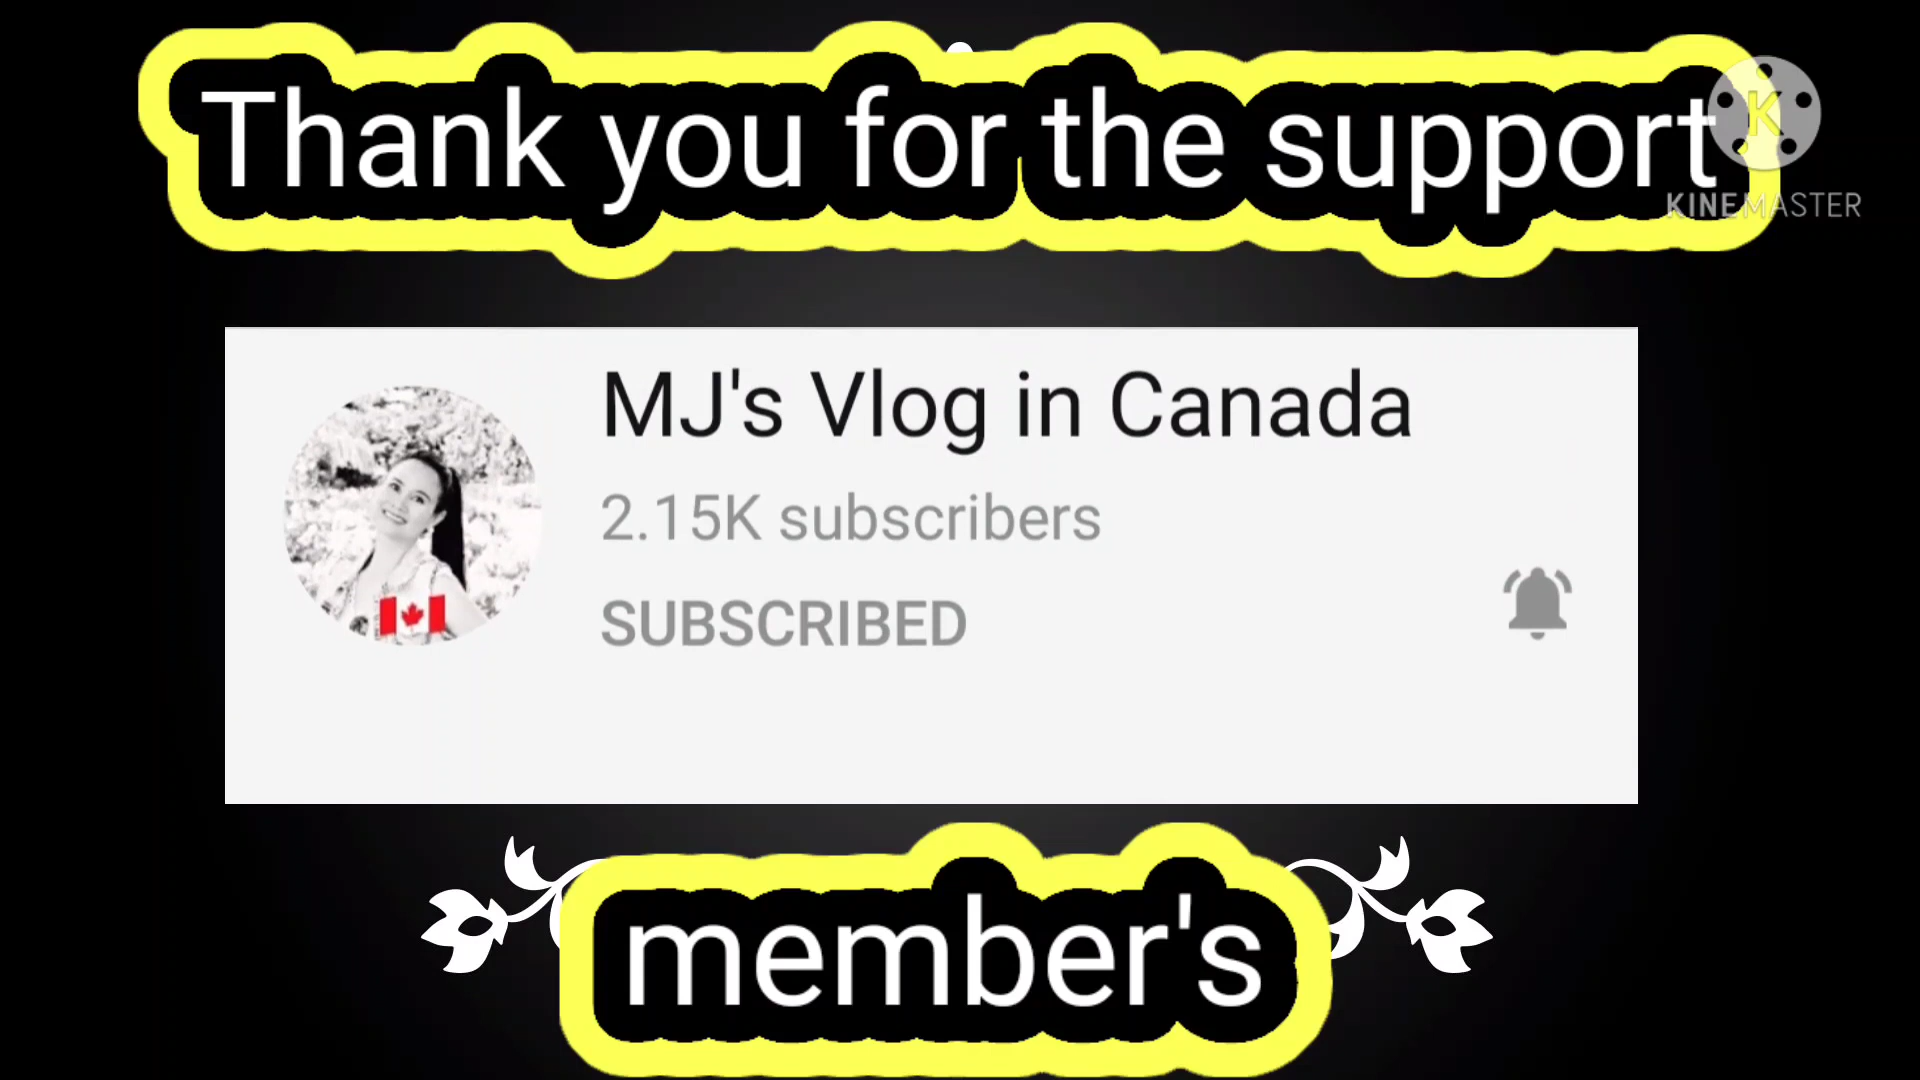 Thank you for the support
K
KINEMASTER
MJ's Vlog in Canada
2.15K subscribers
SUBSCRIBED
member's